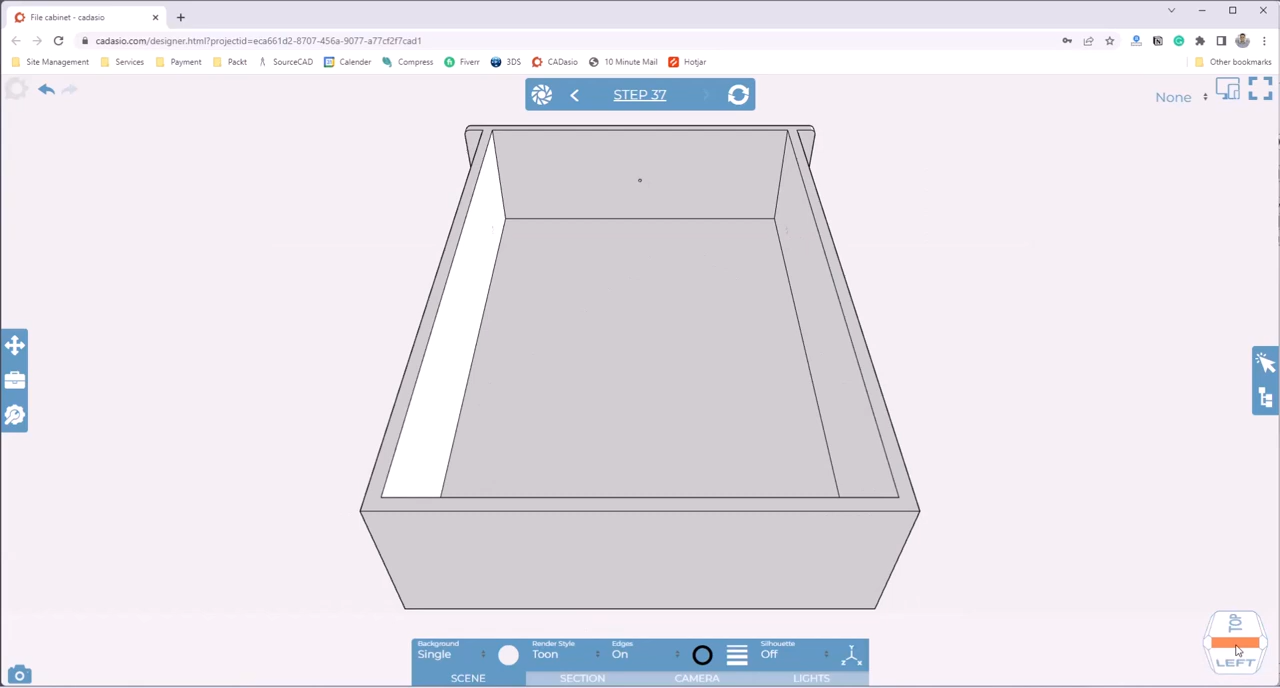 File cabinet - cadasio
cadasio.com/designer.html?projectid=eca661d2-8707-456a-9077-a77cf2f7cad1
Site Management Services Payment Packt SourceCAD Calender Compress Fiverr 3DS CADasio 10 Minute Mail Hotjar Other bookmarks
STEP 37
None
TOP
LEFT
Background Render Style Edges Silhouette
Single Toon On Off
SCENE SECTION CAMERA LIGHTS